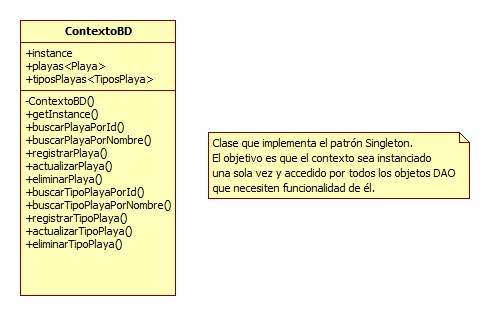 ContextoBD
+instance
+playas<Playa>
+tiposPlayas<TiposPlaya>
-ContextoBD()
+getInstance()
+buscarPlayaPorId()
+buscarPlayaPorNombre()
+registrarPlaya()
+actualizarPlaya()
+eliminarPlaya()
+buscarTipoPlayaPorId()
+buscarTipoPlayaPorNombre()
+registrarTipoPlaya()
+actualizarTipoPlaya()
+eliminarTipoPlaya()
Clase que implementa el patrón Singleton.
El objetivo es que el contexto sea instanciado
una sola vez y accedido por todos los objetos DAO
que necesiten funcionalidad de él.